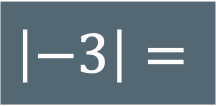 |−3| =